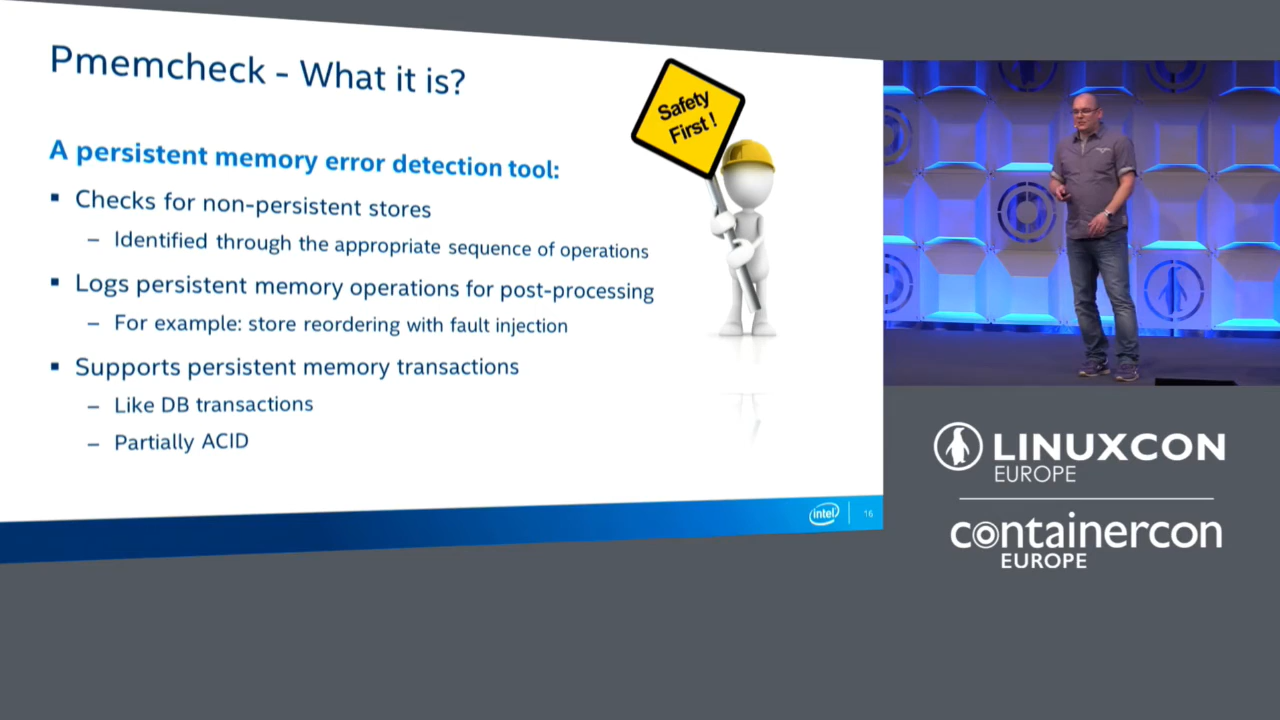 Pmemcheck - What it is?
Safety
First !
A persistent memory error detection tool:
▪ Checks for non-persistent stores
– Identified through the appropriate sequence of operations
▪ Logs persistent memory operations for post-processing
– For example: store reordering with fault injection
▪ Supports persistent memory transactions
– Like DB transactions
– Partially ACID
intel
16
LINUXCON
EUROPE
containercon
EUROPE